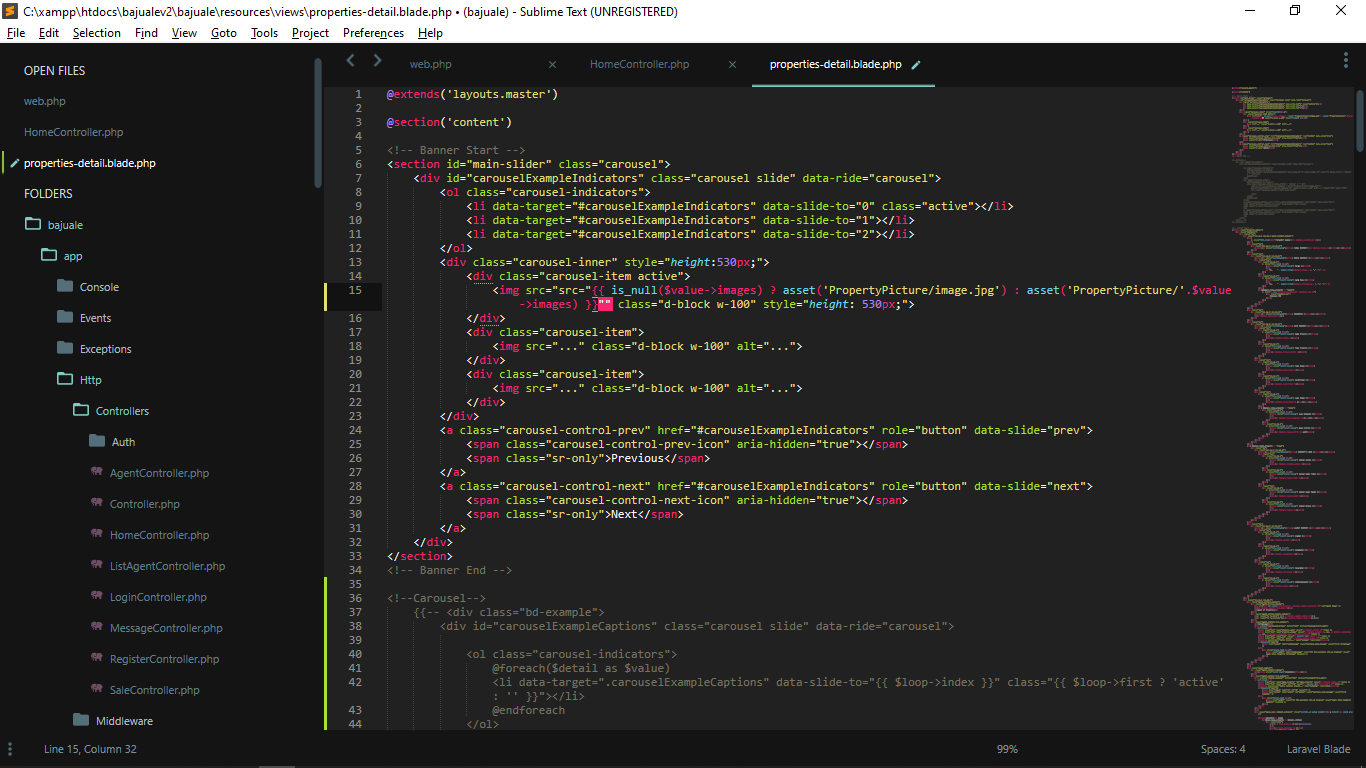 C:\xampp\htdocs\bajualev2\bajuale\resources\views\properties-detail.blade.php • (bajuale) - Sublime Text (UNREGISTERED)
File Edit Selection Find View Goto Tools Project Preferences Help
OPEN FILES
web.php
HomeController.php
properties-detail.blade.php
FOLDERS
bajuale
app
Console
Events
Exceptions
Http
Controllers
Auth
AgentController.php
Controller.php
HomeController.php
ListAgentController.php
LoginController.php
MessageController.php
RegisterController.php
SaleController.php
Middleware
web.php HomeController.php properties-detail.blade.php
1 @extends('layouts.master')
2
3 @section('content')
4
5 <!-- Banner Start -->
6 <section id="main-slider" class="carousel">
7 <div id="carouselExampleIndicators" class="carousel slide" data-ride="carousel">
8 <ol class="carousel-indicators">
9 <li data-target="#carouselExampleIndicators" data-slide-to="0" class="active"></li>
10 <li data-target="#carouselExampleIndicators" data-slide-to="1"></li>
11 <li data-target="#carouselExampleIndicators" data-slide-to="2"></li>
12 </ol>
13 <div class="carousel-inner" style="height:530px;">
14 <div class="carousel-item active">
15 <img src="src="{{ is_null($value->images) ? asset('PropertyPicture/image.jpg') : asset('PropertyPicture/'.$value
->images) }}"" class="d-block w-100" style="height: 530px;">
16 </div>
17 <div class="carousel-item">
18 <img src="..." class="d-block w-100" alt="...">
19 </div>
20 <div class="carousel-item">
21 <img src="..." class="d-block w-100" alt="...">
22 </div>
23 </div>
24 <a class="carousel-control-prev" href="#carouselExampleIndicators" role="button" data-slide="prev">
25 <span class="carousel-control-prev-icon" aria-hidden="true"></span>
26 <span class="sr-only">Previous</span>
27 </a>
28 <a class="carousel-control-next" href="#carouselExampleIndicators" role="button" data-slide="next">
29 <span class="carousel-control-next-icon" aria-hidden="true"></span>
30 <span class="sr-only">Next</span>
31 </a>
32 </div>
33 </section>
34 <!-- Banner End -->
35
36 <!--Carousel-->
37 {{-- <div class="bd-example">
38 <div id="carouselExampleCaptions" class="carousel slide" data-ride="carousel">
39
40 <ol class="carousel-indicators">
41 @foreach($detail as $value)
42 <li data-target=".carouselExampleCaptions" data-slide-to="{{ $loop->index }}" class="{{ $loop->first ? 'active'
: '' }}"></li>
43 @endforeach
44 </ol>
Line 15, Column 32 99% Spaces: 4 Laravel Blade